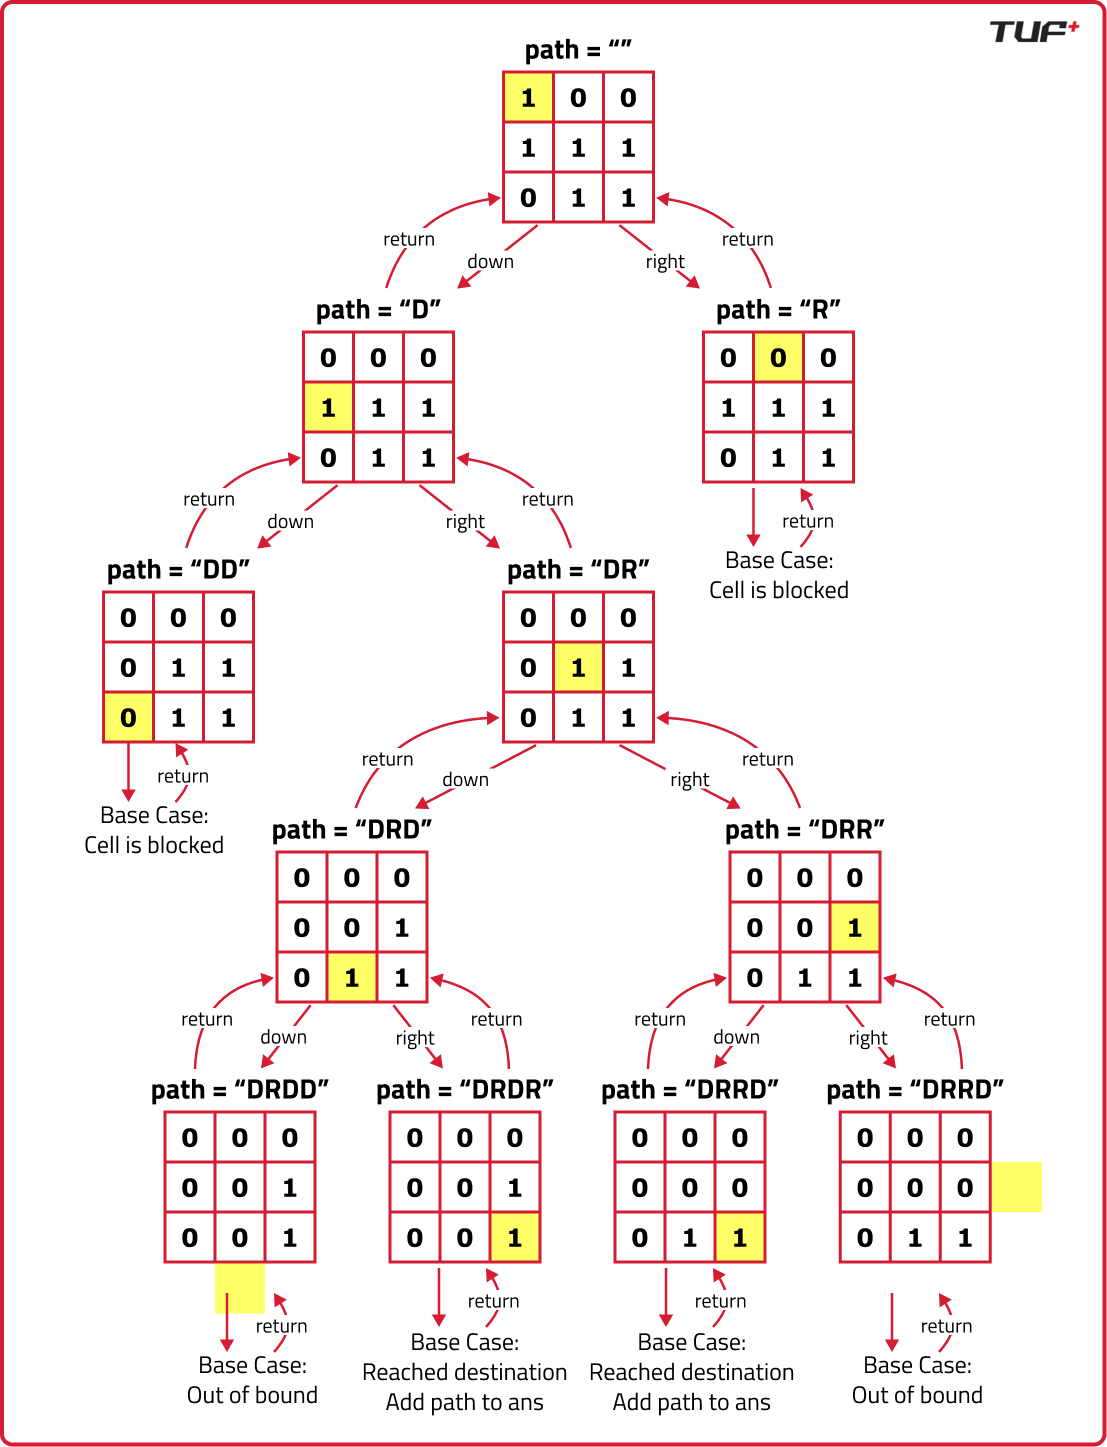 TUF+
path = “”
1 0 0
1 1 1
0 1 1
return
return
down
right
path = “D”
0 0 0
1 1 1
0 1 1
path = “R”
0 0 0
1 1 1
0 1 1
return
down
right
return
return
Base Case:
Cell is blocked
path = “DD”
0 0 0
0 1 1
0 1 1
path = “DR”
0 0 0
0 1 1
0 1 1
return
Base Case:
Cell is blocked
return
down
right
return
path = “DRD”
0 0 0
0 0 1
0 1 1
path = “DRR”
0 0 0
0 0 1
0 1 1
return
down
right
return
return
down
right
return
path = “DRDD”
0 0 0
0 0 1
0 0 1
path = “DRDR”
0 0 0
0 0 1
0 0 1
path = “DRRD”
0 0 0
0 0 0
0 1 1
path = “DRRD”
0 0 0
0 0 0
0 1 1
return
Base Case:
Out of bound
return
Base Case:
Reached destination
Add path to ans
return
Base Case:
Reached destination
Add path to ans
return
Base Case:
Out of bound